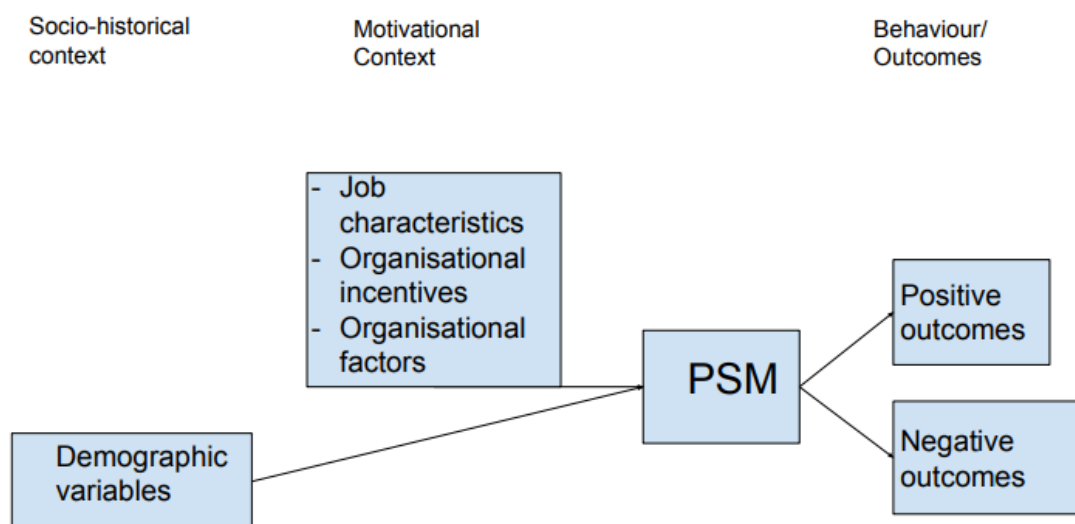 Socio-historical
context
Motivational
Context
Behaviour/
Outcomes
- Job
characteristics
- Organisational
incentives
- Organisational
factors
Positive
outcomes
PSM
Negative
outcomes
Demographic
variables